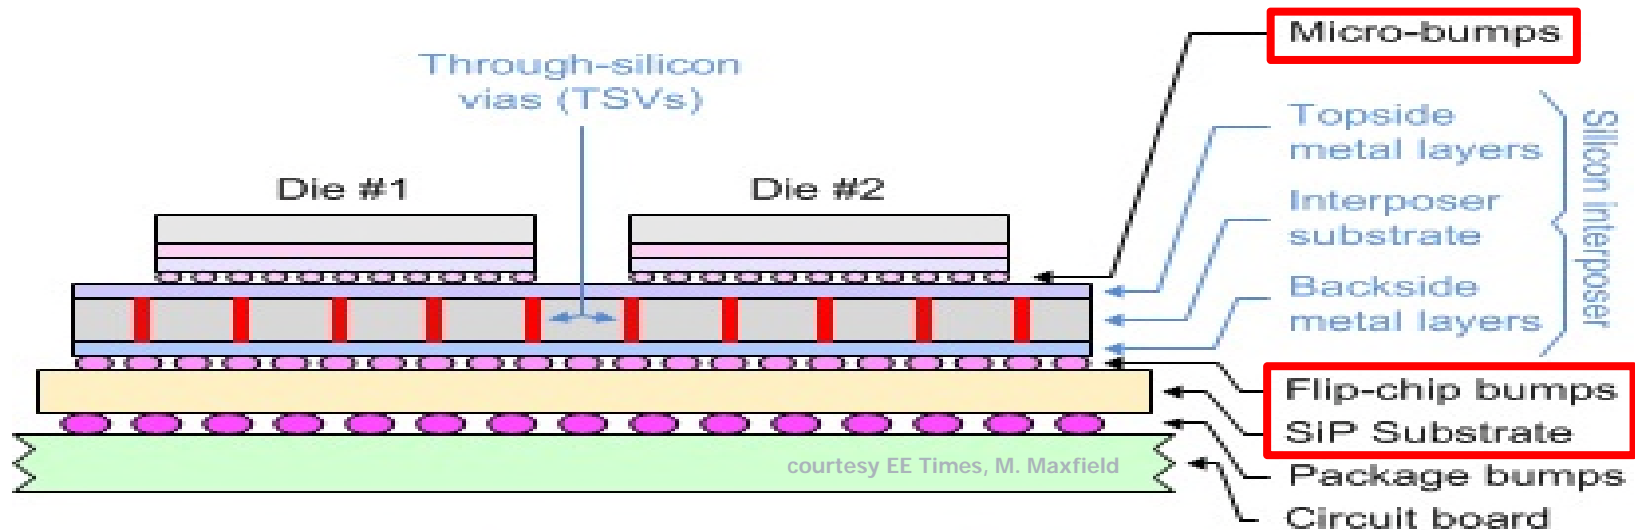 Micro-bumps
Through-silicon
vias (TSVs)
Topside
metal layers
Silicon interposer
Die #1
Die #2
Interposer
substrate
Backside
metal layers
Flip-chip bumps
SiP Substrate
courtesy EE Times, M. Maxfield
Package bumps
Circuit board